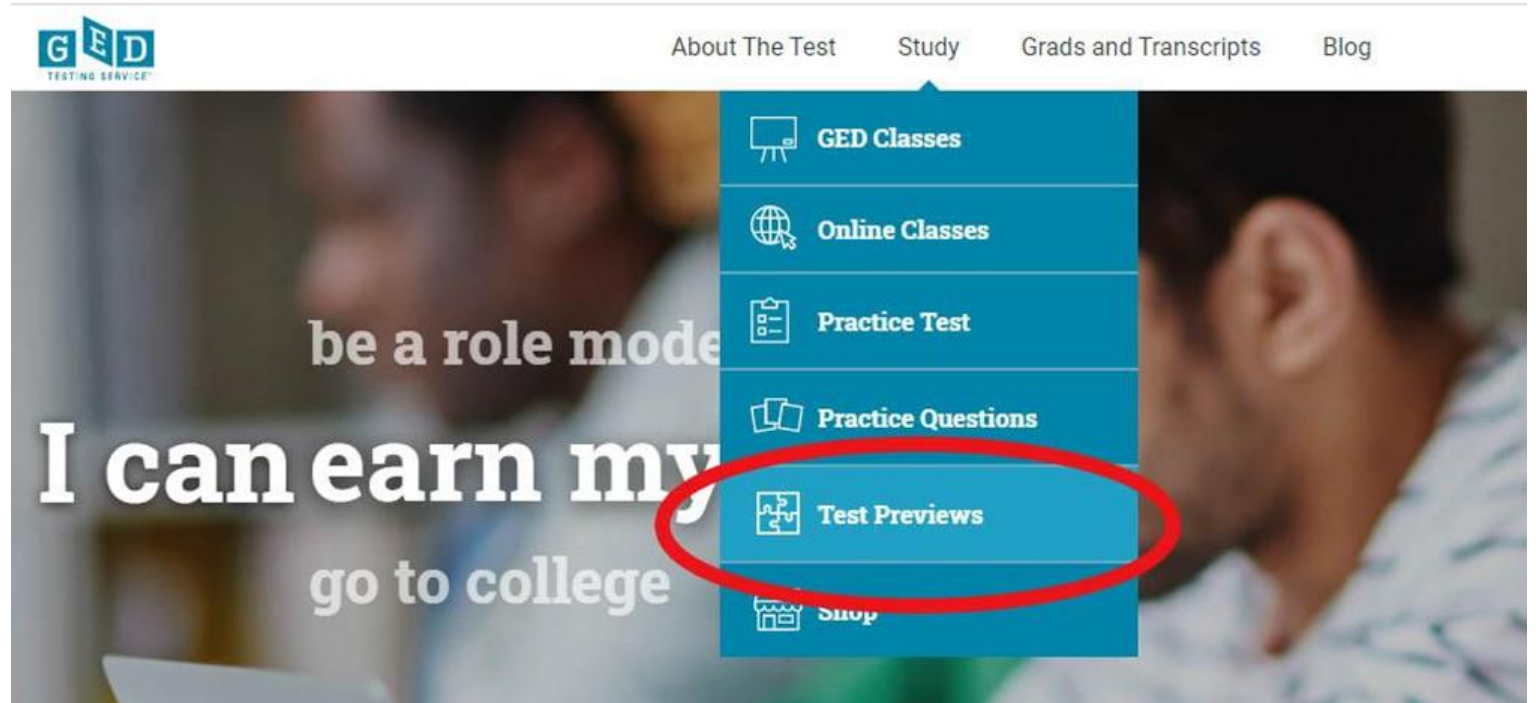 GED
TESTING SERVICE
About The Test Study Grads and Transcripts Blog
GED Classes
Online Classes
Practice Test
Practice Questions
Test Previews
Shop
be a role mode
I can earn my
go to college